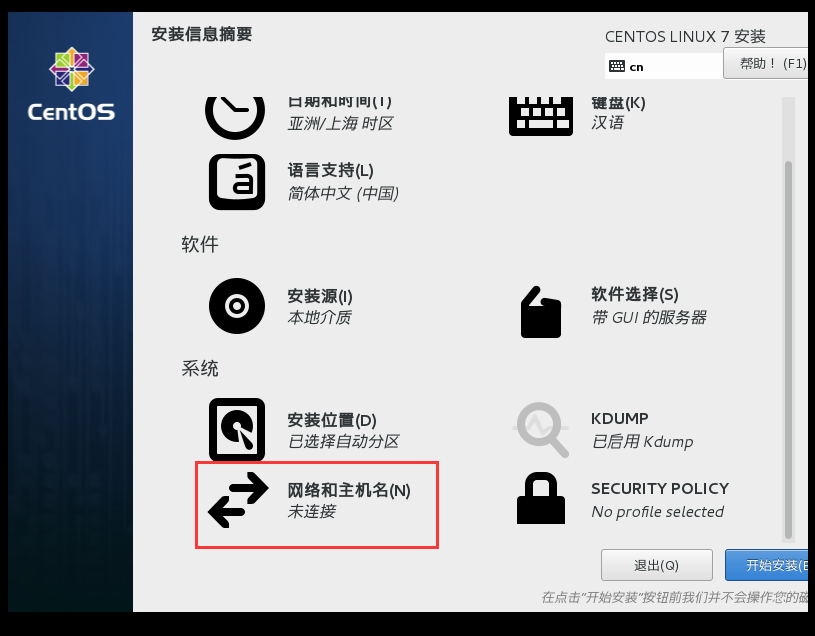 安装信息摘要
CENTOS LINUX 7 安装
cn
帮助！ (F1)
CentOS
日期和时间(T)
亚洲/上海 时区
键盘(K)
汉语
á
语言支持(L)
简体中文 (中国)
软件
安装源(I)
本地介质
软件选择(S)
带 GUI 的服务器
系统
安装位置(D)
已选择自动分区
KDUMP
已启用 Kdump
网络和主机名(N)
未连接
SECURITY POLICY
No profile selected
退出(Q)
开始安装(
在点击"开始安装"按钮前我们并不会操作您的